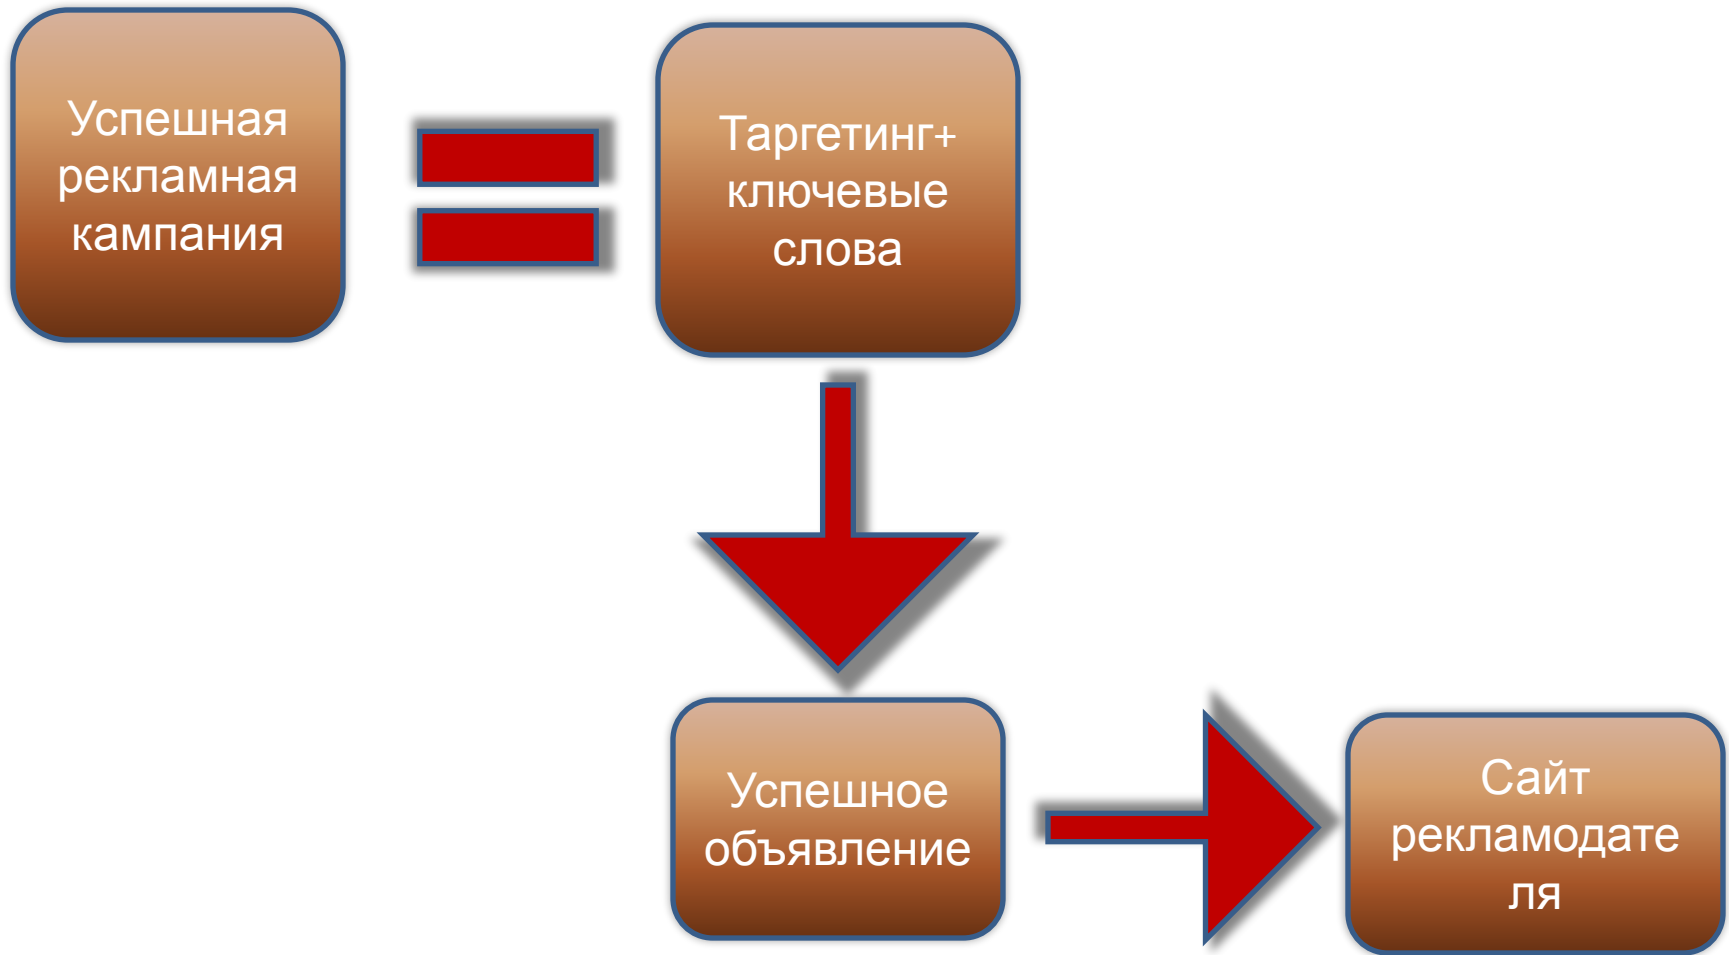 Успешная
рекламная
кампания
Таргетинг+
ключевые
слова
Успешное
объявление
Сайт
рекламодате
ля